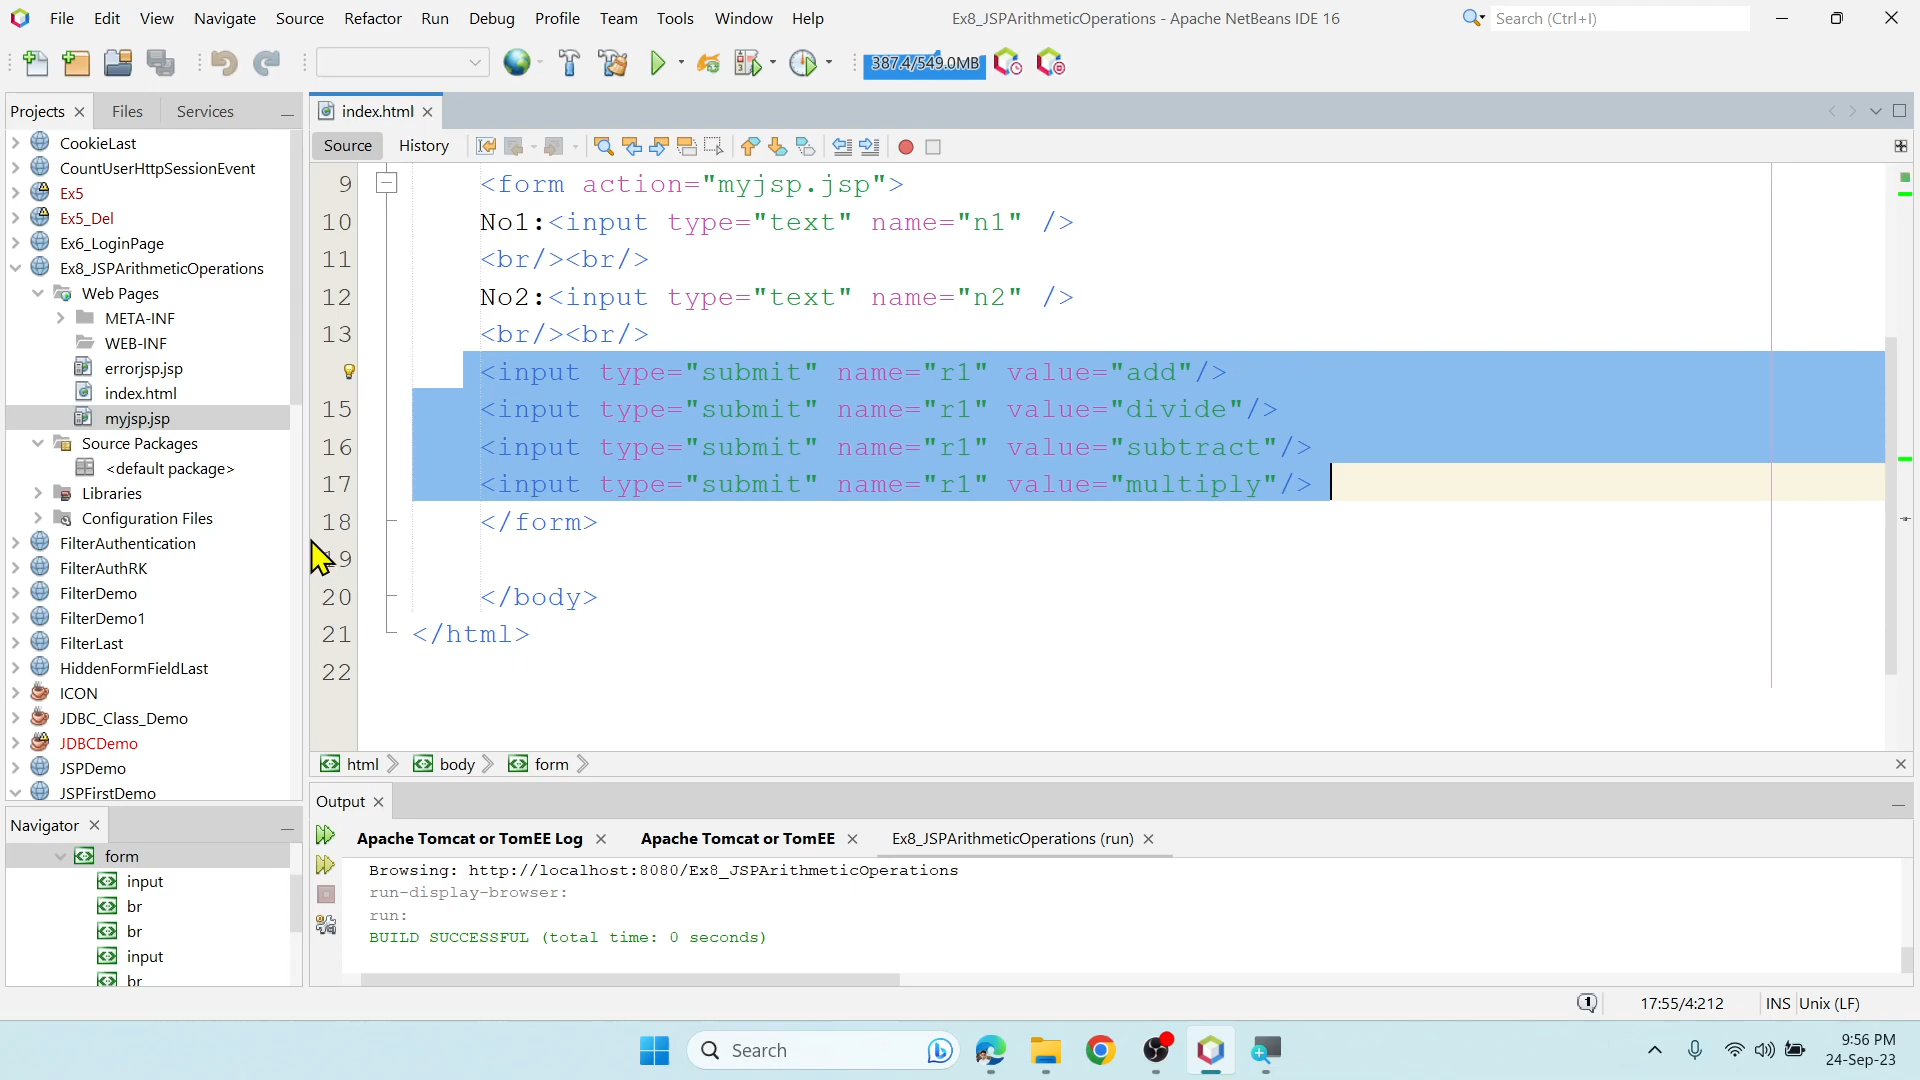 File Edit View Navigate Source Refactor Run Debug Profile Team Tools Window Help
Ex8_JSPArithmeticOperations - Apache NetBeans IDE 16
Search (Ctrl+I)
387.4/549.0MB
Projects Files Services
CookieLast
CountUserHttpSessionEvent
Ex5
Ex5_Del
Ex6_LoginPage
Ex8_JSPArithmeticOperations
Web Pages
META-INF
WEB-INF
errorjsp.jsp
index.html
myjsp.jsp
Source Packages
<default package>
Libraries
Configuration Files
FilterAuthentication
FilterAuthRK
FilterDemo
FilterDemo1
FilterLast
HiddenFormFieldLast
ICON
JDBC_Class_Demo
JDBCDemo
JSPDemo
JSPFirstDemo
Navigator
form
input
br
br
input
br
index.html
Source History
9 <form action="myjsp.jsp">
10 No1:<input type="text" name="n1" />
11 <br/><br/>
12 No2:<input type="text" name="n2" />
13 <br/><br/>
<input type="submit" name="r1" value="add"/>
15 <input type="submit" name="r1" value="divide"/>
16 <input type="submit" name="r1" value="subtract"/>
17 <input type="submit" name="r1" value="multiply"/>
18 </form>
9
20 </body>
21 </html>
22
html body form
Output
Apache Tomcat or TomEE Log Apache Tomcat or TomEE Ex8_JSPArithmeticOperations (run)
Browsing: http://localhost:8080/Ex8_JSPArithmeticOperations
run-display-browser:
run:
BUILD SUCCESSFUL (total time: 0 seconds)
1 17:55/4:212 INS Unix (LF)
Search
9:56 PM
24-Sep-23